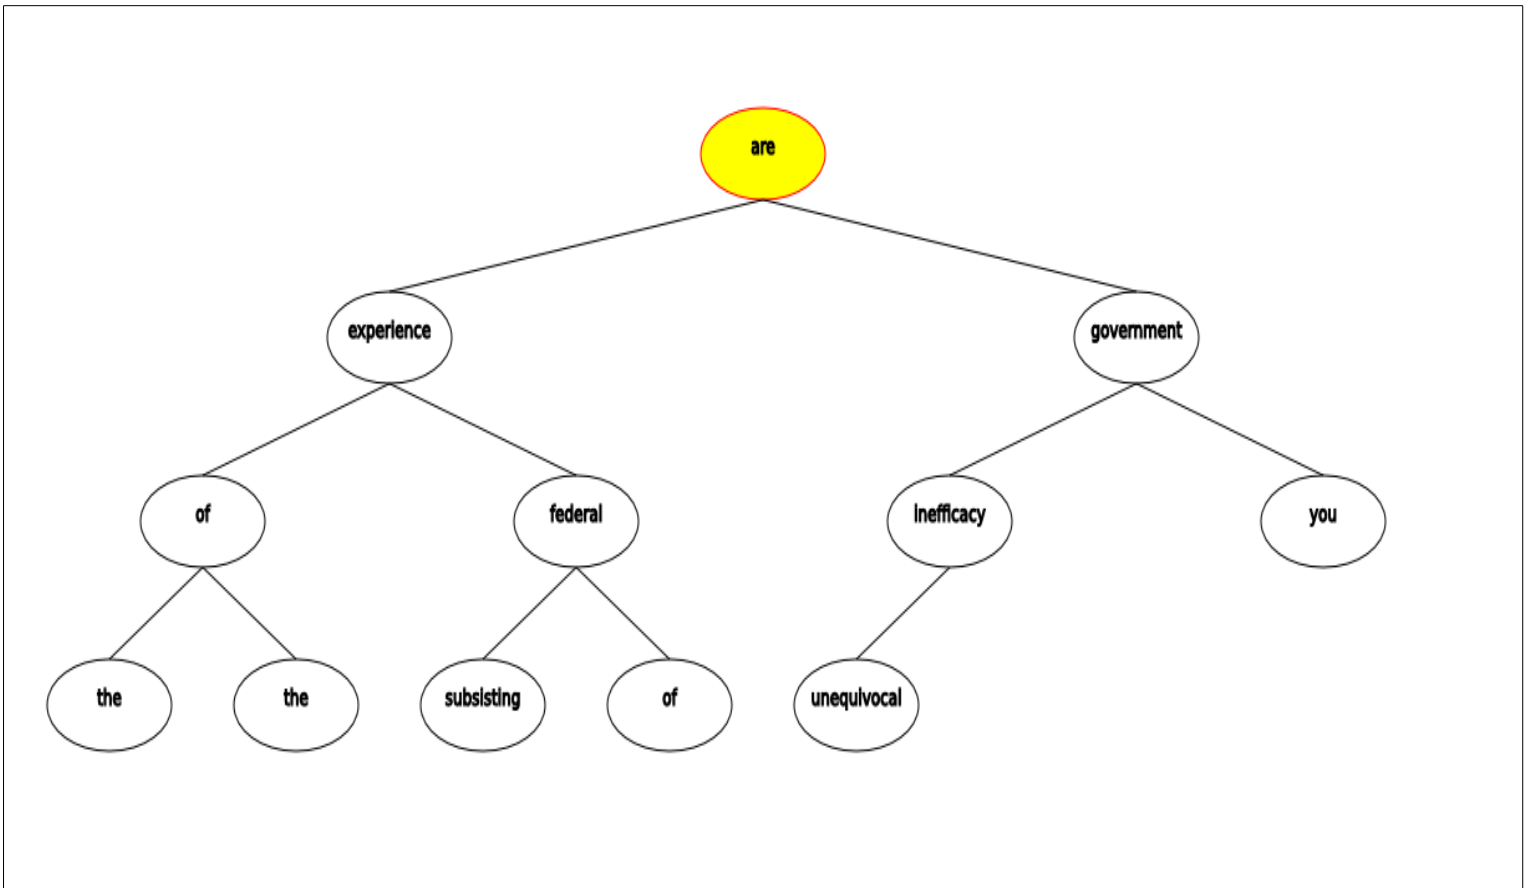 are
experience government
of federal inefficacy you
the the subsisting of unequivocal